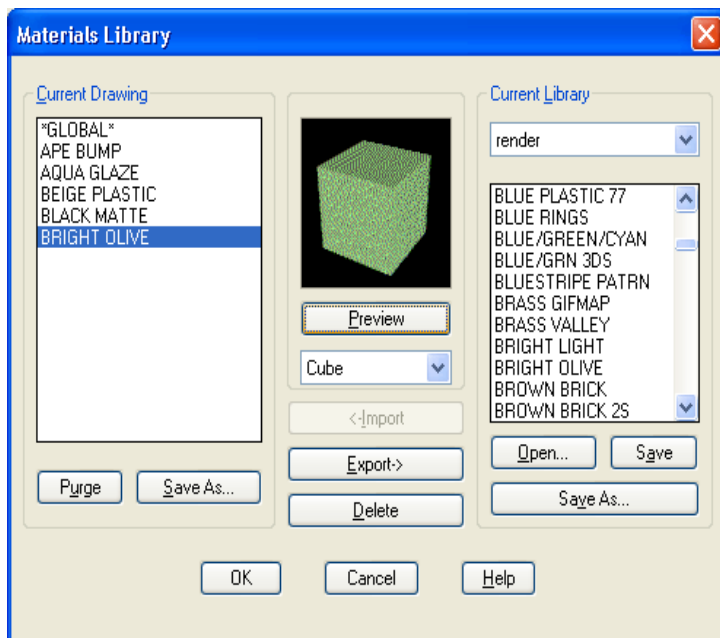 Materials Library
Current Drawing
*GLOBAL*
APE BUMP
AQUA GLAZE
BEIGE PLASTIC
BLACK MATTE
BRIGHT OLIVE
Purge
Save As...
Preview
Cube
<-Import
Export->
Delete
Current Library
render
BLUE PLASTIC 77
BLUE RINGS
BLUE/GREEN/CYAN
BLUE/GRN 3DS
BLUESTRIPE PATRN
BRASS GIFMAP
BRASS VALLEY
BRIGHT LIGHT
BRIGHT OLIVE
BROWN BRICK
BROWN BRICK 2S
Open...
Save
Save As...
OK
Cancel
Help